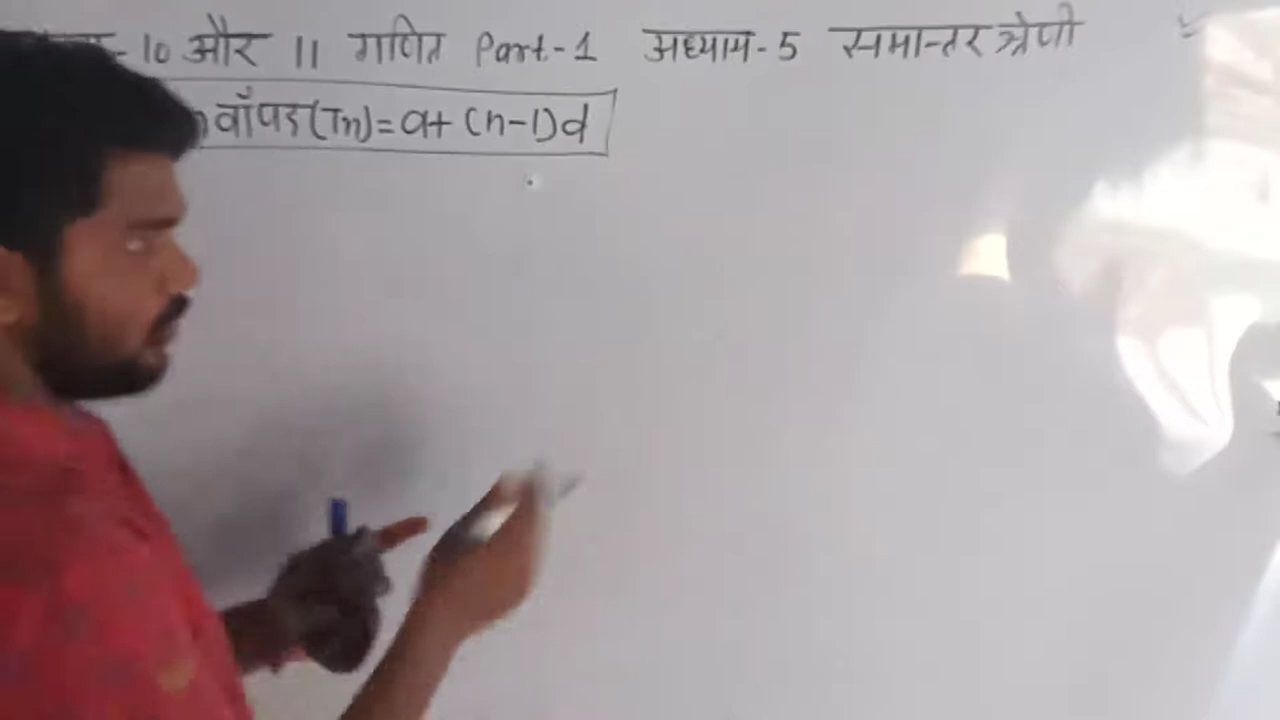 10 और 11 गणित Part-1 अध्याय-5 समान्तर श्रेणी
वाँ पद (Tn) = a + (n-1)d